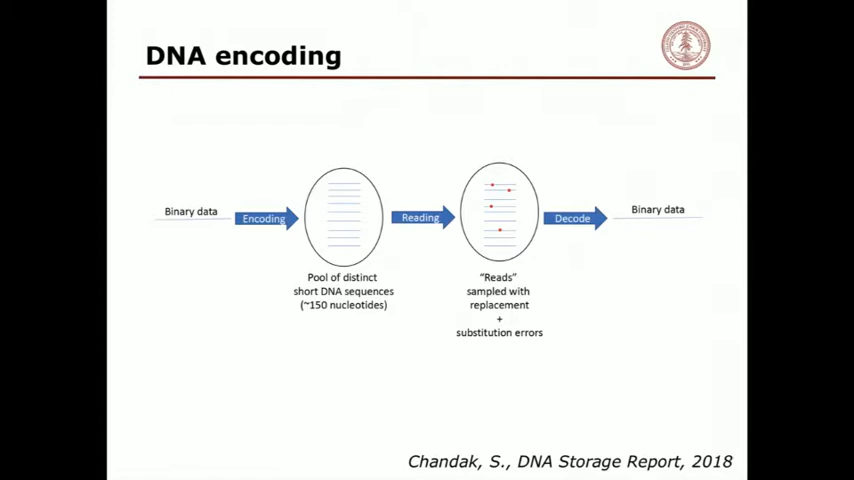 DNA encoding
Binary data
Encoding
Reading
Decode
Binary data
Pool of distinct
short DNA sequences
(~150 nucleotides)
“Reads”
sampled with
replacement
+
substitution errors
Chandak, S., DNA Storage Report, 2018